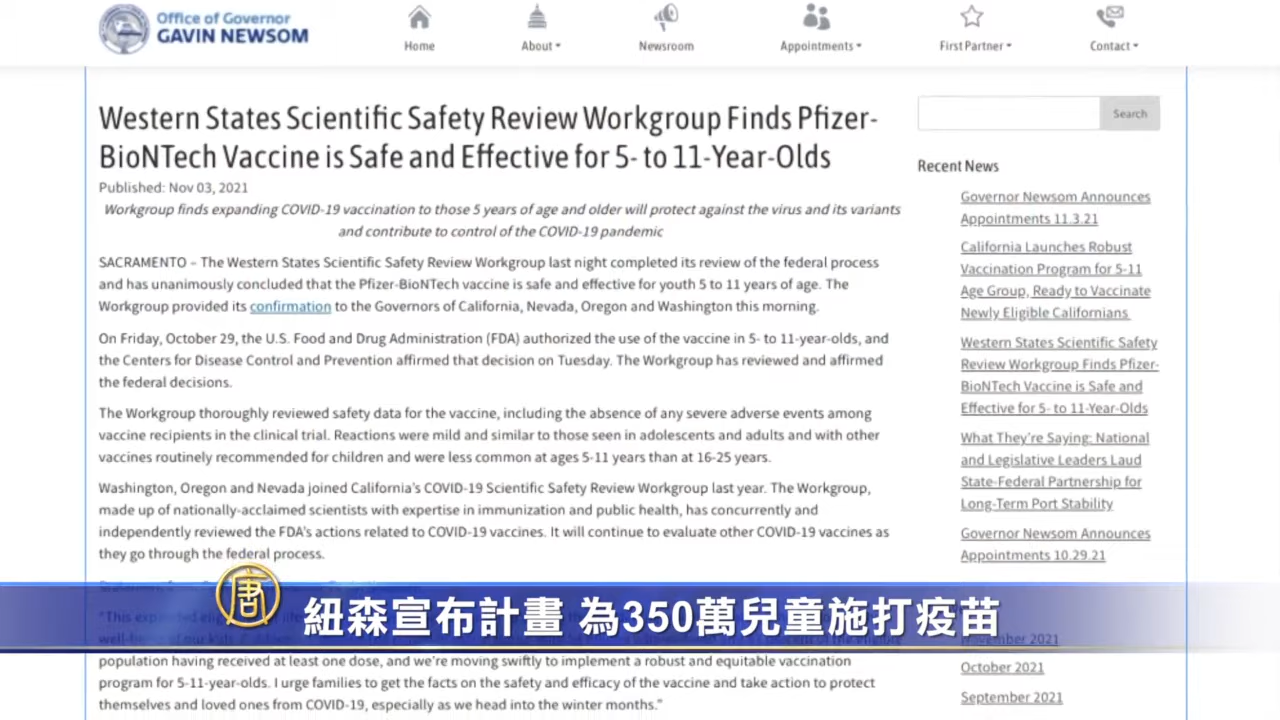 Office of Governor
GAVIN NEWSOM
Home
About
Newsroom
Appointments
First Partner
Contact
Western States Scientific Safety Review Workgroup Finds Pfizer-
BioNTech Vaccine is Safe and Effective for 5- to 11-Year-Olds
Published: Nov 03, 2021
Workgroup finds expanding COVID-19 vaccination to those 5 years of age and older will protect against the virus and its variants
and contribute to control of the COVID-19 pandemic
SACRAMENTO – The Western States Scientific Safety Review Workgroup last night completed its review of the federal process
and has unanimously concluded that the Pfizer-BioNTech vaccine is safe and effective for youth 5 to 11 years of age. The
Workgroup provided its confirmation to the Governors of California, Nevada, Oregon and Washington this morning.
On Friday, October 29, the U.S. Food and Drug Administration (FDA) authorized the use of the vaccine in 5- to 11-year-olds, and
the Centers for Disease Control and Prevention affirmed that decision on Tuesday. The Workgroup has reviewed and affirmed
the federal decisions.
The Workgroup thoroughly reviewed safety data for the vaccine, including the absence of any severe adverse events among
vaccine recipients in the clinical trial. Reactions were mild and similar to those seen in adolescents and adults and with other
vaccines routinely recommended for children and were less common at ages 5-11 years than at 16-25 years.
Washington, Oregon and Nevada joined California's COVID-19 Scientific Safety Review Workgroup last year. The Workgroup,
made up of nationally-acclaimed scientists with expertise in immunization and public health, has concurrently and
independently reviewed the FDA's actions related to COVID-19 vaccines. It will continue to evaluate other COVID-19 vaccines as
they go through the federal process.
"This
population having received at least one dose, and we're moving swiftly to implement a robust and equitable vaccination
program for 5-11-year-olds. I urge families to get the facts on the safety and efficacy of the vaccine and take action to protect
themselves and loved ones from COVID-19, especially as we head into the winter months."
Search
Recent News
Governor Newsom Announces
Appointments 11.3.21
California Launches Robust
Vaccination Program for 5-11
Age Group, Ready to Vaccinate
Newly Eligible Californians
Western States Scientific Safety
Review Workgroup Finds Pfizer-
BioNTech Vaccine is Safe and
Effective for 5- to 11-Year-Olds
What They're Saying: National
and Legislative Leaders Laud
State-Federal Partnership for
Long-Term Port Stability
Governor Newsom Announces
Appointments 10.29.21
November 2021
October 2021
September 2021
唐
紐森宣布計畫 為350萬兒童施打疫苗